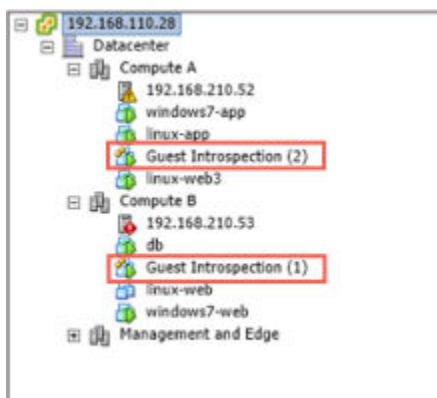 192.168.110.28
Datacenter
Compute A
192.168.210.52
windows7-app
linux-app
Guest Introspection (2)
linux-web3
Compute B
192.168.210.53
db
Guest Introspection (1)
linux-web
windows7-web
Management and Edge